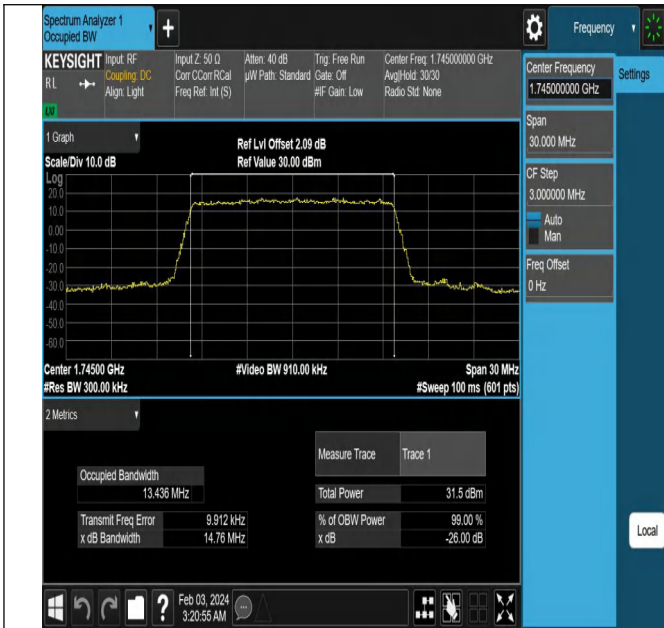 Spectrum Analyzer 1
Occupied BW
Frequency
KEYSIGHT
RL
LXI
Input: RF
Coupling: DC
Align: Light
Input Z: 50 Ω
Corr CCorr RCal
Freq Ref: Int (S)
Atten: 40 dB
µW Path: Standard
Trig: Free Run
Gate: Off
#IF Gain: Low
Center Freq: 1.745000000 GHz
Avg|Hold: 30/30
Radio Std: None
Center Frequency
1.745000000 GHz
Settings
Span
30.000 MHz
CF Step
3.000000 MHz
Auto
Man
Freq Offset
0 Hz
1 Graph
Scale/Div 10.0 dB
Ref Lvl Offset 2.09 dB
Ref Value 30.00 dBm
Log
20.0
10.0
0.00
-10.0
-20.0
-30.0
-40.0
-50.0
-60.0
Center 1.74500 GHz
#Video BW 910.00 kHz
Span 30 MHz
#Res BW 300.00 kHz
#Sweep 100 ms (601 pts)
2 Metrics
Measure Trace Trace 1
Occupied Bandwidth
13.436 MHz
Total Power 31.5 dBm
Transmit Freq Error 9.912 kHz
% of OBW Power 99.00 %
x dB Bandwidth 14.76 MHz
x dB -26.00 dB
Local
?
Feb 03, 2024
3:20:55 AM